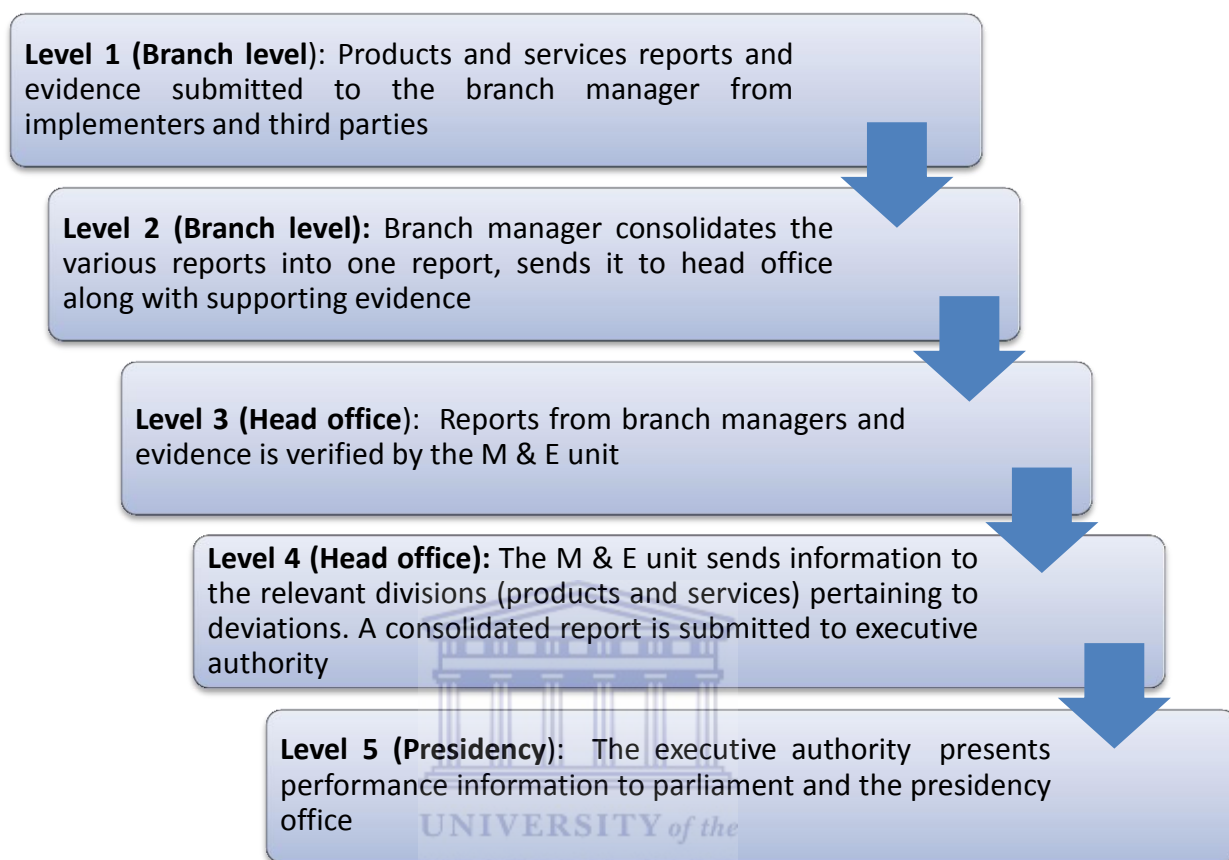 Level 1 (Branch level): Products and services reports and
evidence submitted to the branch manager from
implementers and third parties
Level 2 (Branch level): Branch manager consolidates the
various reports into one report, sends it to head office
along with supporting evidence
Level 3 (Head office): Reports from branch managers and
evidence is verified by the M & E unit
Level 4 (Head office): The M & E unit sends information to
the relevant divisions (products and services) pertaining to
deviations. A consolidated report is submitted to executive
authority
Level 5 (Presidency): The executive authority presents
performance information to parliament and the presidency
office
UNIVERSITY of the